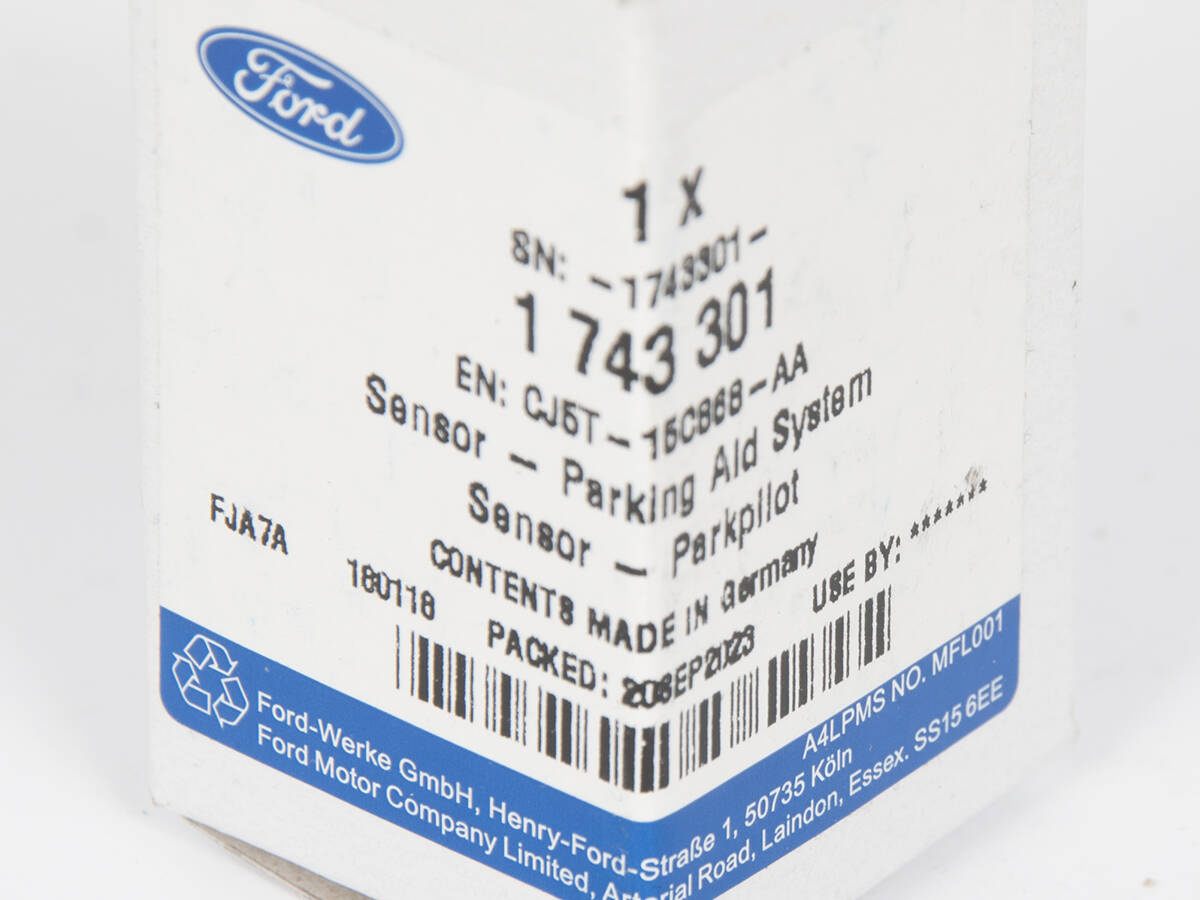 Ford
1 X
SN: -1743301-
1 743 301
EN: CJ5T-15C868-AA
Sensor - Parking Aid System
Sensor - Parkpilot
CONTENTS MADE IN Germany
FJA7A
180118
PACKED: 20SEP2023
USE BY: *******
A4LPMS NO. MFL001
Ford-Werke GmbH, Henry-Ford-Straße 1, 50735 Köln
Ford Motor Company Limited, Arterial Road, Laindon, Essex. SS15 6EE